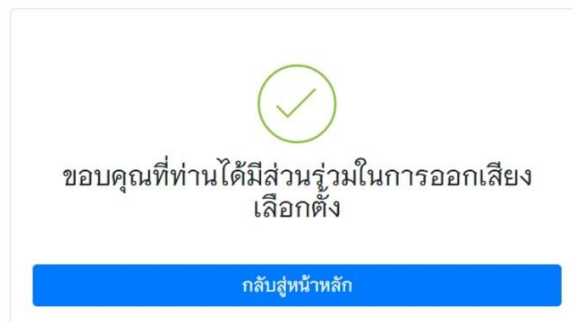 ขอบคุณที่ท่านได้มีส่วนร่วมในการออกเสียง
เลือกตั้ง
กลับสู่หน้าหลัก